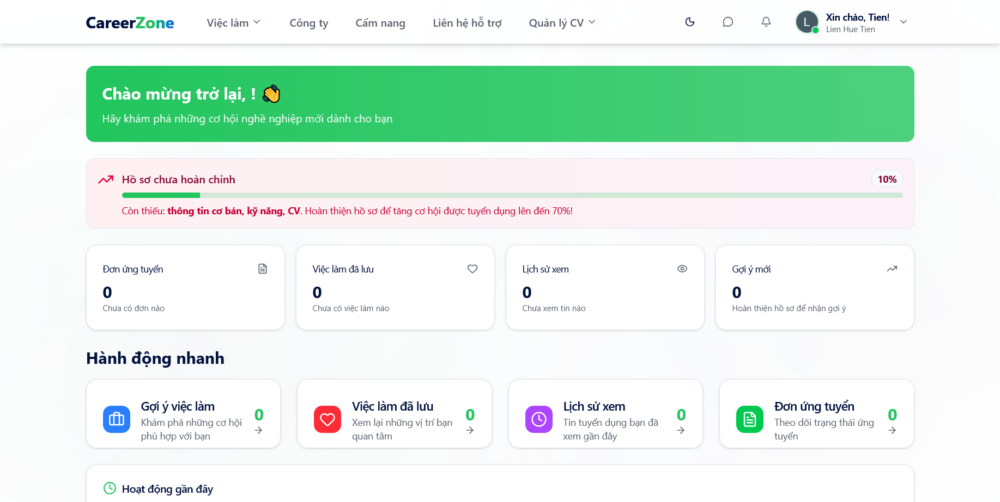 CareerZone
Việc làm
Công ty
Cẩm nang
Liên hệ hỗ trợ
Quản lý CV
L
Xin chào, Tien!
Lien Hue Tien
Chào mừng trở lại, ! 👋
Hãy khám phá những cơ hội nghề nghiệp mới dành cho bạn
Hồ sơ chưa hoàn chỉnh
10%
Còn thiếu: thông tin cơ bản, kỹ năng, CV. Hoàn thiện hồ sơ để tăng cơ hội được tuyển dụng lên đến 70%!
Đơn ứng tuyển
0
Chưa có đơn nào
Việc làm đã lưu
0
Chưa có việc làm nào
Lịch sử xem
0
Chưa xem tin nào
Gợi ý mới
0
Hoàn thiện hồ sơ để nhận gợi ý
Hành động nhanh
Gợi ý việc làm
Khám phá những cơ hội
phù hợp với bạn
0
Việc làm đã lưu
Xem lại những vị trí bạn
quan tâm
0
Lịch sử xem
Tin tuyển dụng bạn đã
xem gần đây
0
Đơn ứng tuyển
Theo dõi trạng thái ứng
tuyển
0
Hoạt động gần đây